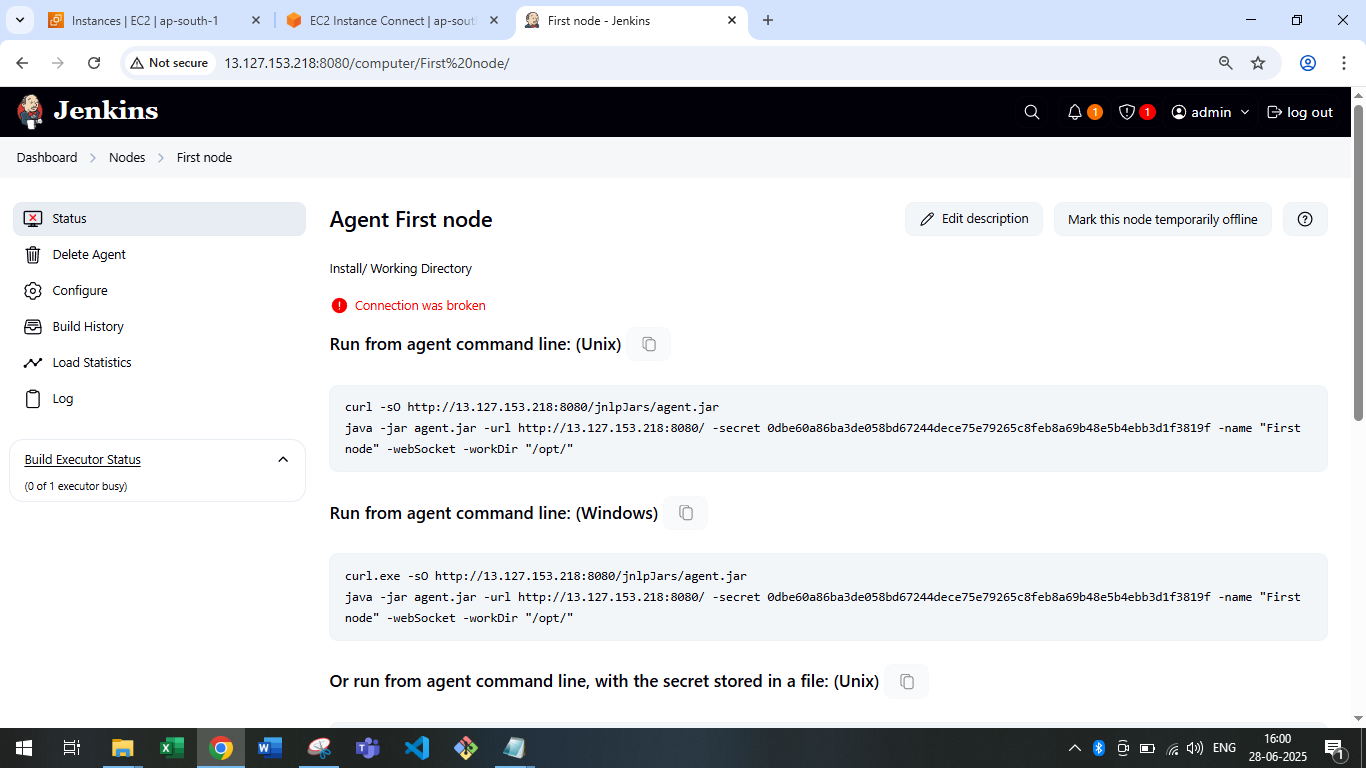 Instances | EC2 | ap-south-1
EC2 Instance Connect | ap-sout
First node - Jenkins
Not secure
13.127.153.218:8080/computer/First%20node/
Jenkins
1
1
admin
log out
Dashboard
Nodes
First node
Status
Delete Agent
Configure
Build History
Load Statistics
Log
Build Executor Status
(0 of 1 executor busy)
Agent First node
Edit description
Mark this node temporarily offline
Install/ Working Directory
Connection was broken
Run from agent command line: (Unix)
curl -sO http://13.127.153.218:8080/jnlpJars/agent.jar
java -jar agent.jar -url http://13.127.153.218:8080/ -secret 0dbe60a86ba3de058bd67244dece75e79265c8feb8a69b48e5b4ebb3d1f3819f -name "First
node" -webSocket -workDir "/opt/"
Run from agent command line: (Windows)
curl.exe -sO http://13.127.153.218:8080/jnlpJars/agent.jar
java -jar agent.jar -url http://13.127.153.218:8080/ -secret 0dbe60a86ba3de058bd67244dece75e79265c8feb8a69b48e5b4ebb3d1f3819f -name "First
node" -webSocket -workDir "/opt/"
Or run from agent command line, with the secret stored in a file: (Unix)
ENG
16:00
28-06-2025
1